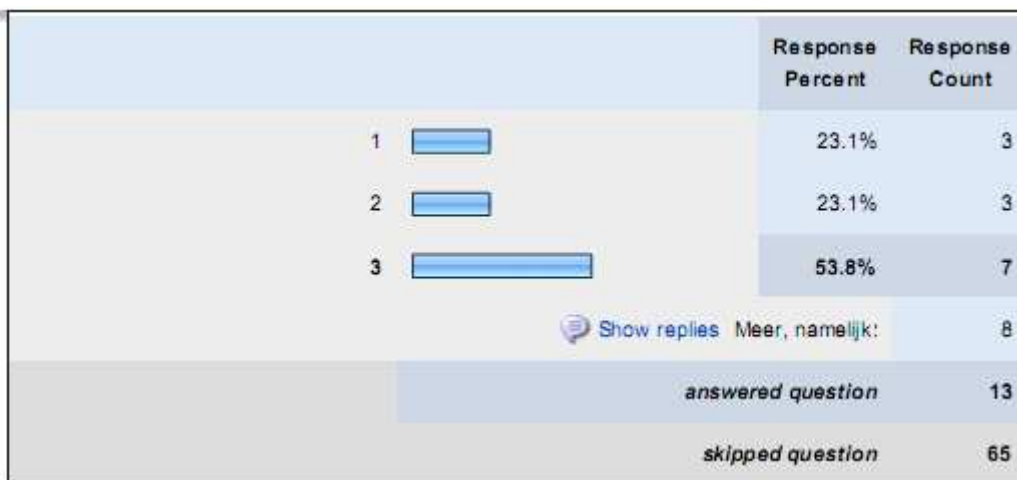 Response Percent Response Count
1 23.1% 3
2 23.1% 3
3 53.8% 7
Show replies Meer, namelijk: 8
answered question 13
skipped question 65